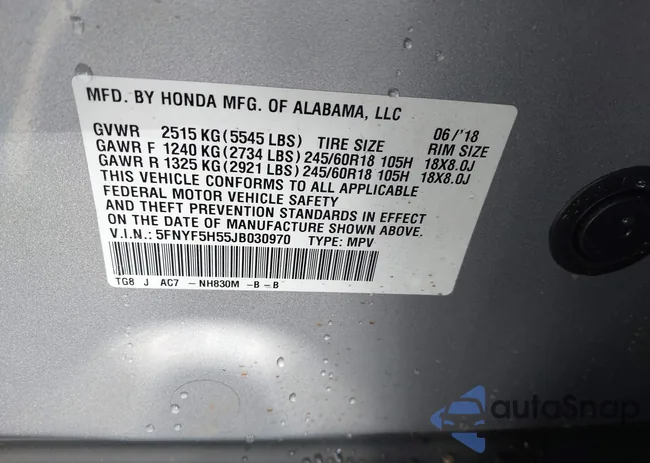 MFD. BY HONDA MFG. OF ALABAMA, LLC 06/'18
GVWR 2515 KG(5545 LBS) TIRE SIZE RIM SIZE
GAWR F 1240 KG(2734 LBS)245/60R18 105H 18X8.0J
GAWR R 1325 KG(2921 LBS)245/60R18 105H 18X8.0J
THIS VEHICLE CONFORMS TO ALL APPLICABLE
FEDERAL MOTOR VEHICLE SAFETY
AND THEFT PREVENTION STANDARDS IN EFFECT
ON THE DATE OF MANUFACTURE SHOWN ABOVE.
V.I.N.: 5FNYF5H55JB030970 TYPE: MPV
TG8 J AC7 -NH830M -B -B
autoSnap